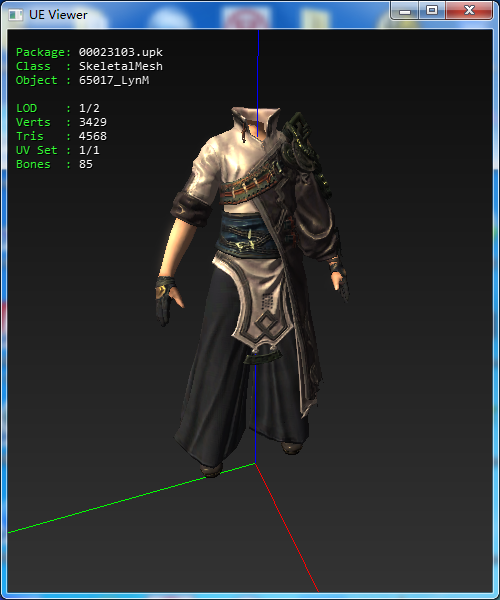 UE Viewer
Package: 00023103.upk
Class : SkeletalMesh
Object : 65017_LynM
LOD : 1/2
Verts : 3429
Tris : 4568
UV Set : 1/1
Bones : 85